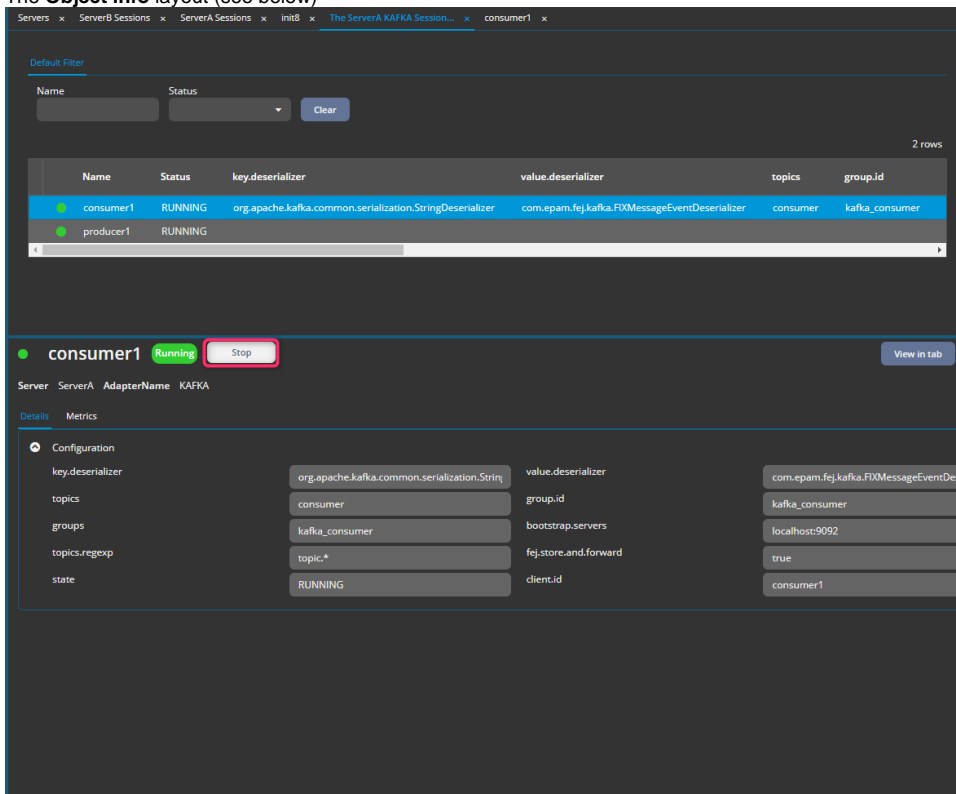 The Object Info layout (see below)
Servers x ServerB Sessions x ServerA Sessions x init8 x The ServerA KAFKA Session... x consumer1 x
Default Filter
Name Status
Clear
2 rows
Name Status key.deserializer value.deserializer topics group.id
consumer1 RUNNING org.apache.kafka.common.serialization.StringDeserializer com.epam.fej.kafka.FIXMessageEventDeserializer consumer kafka_consumer
producer1 RUNNING
consumer1 Running Stop View in tab
Server ServerA AdapterName KAFKA
Details Metrics
Configuration
key.deserializer org.apache.kafka.common.serialization.String value.deserializer com.epam.fej.kafka.FIXMessageEventDe
topics consumer group.id kafka_consumer
groups kafka_consumer bootstrap.servers localhost:9092
topics.regexp topic.* fej.store.and.forward true
state RUNNING client.id consumer1